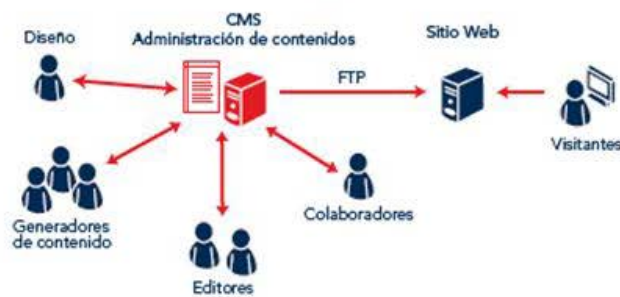 CMS
Administración de contenidos
Diseño
Sitio Web
FTP
Visitantes
Generadores
de contenido
Colaboradores
Editores